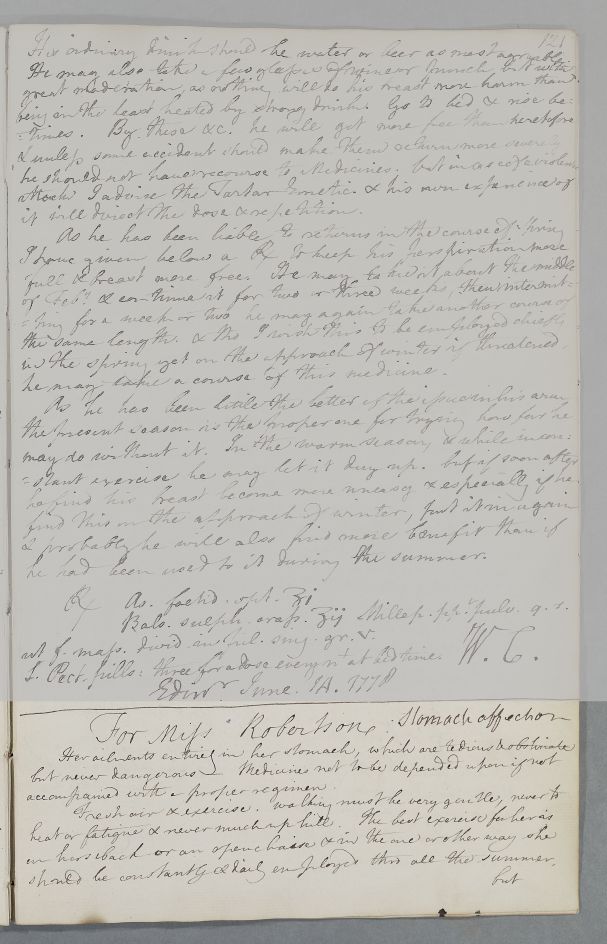 121
His ordinary drink should be water or beer as most agreeable
He may also take a few glasses of wine or punch, but with
great moderation, as nothing will to his breast more harm than
being in the least heated by strong drink. Go to bed & rise be-
-times. By these &c. he will get more free than heretofore
& unless some accident should make them return more severely
he should not have recourse to Medicines. but in case of a violent
attack I advise the Tartar Emetic. & his own experience of
it will direct the dose & repetition.
As he has been liable to returns in the course of Spring
I have given below a ℞ to keep his perspiration more
full & breast more free. He may take it about the middle
of Feby. & continue it for two or three weeks, then intermit-
-ting for a week or two he may again take another course of
the same length. & tho I wish this to be employed chiefly
in the spring yet on the approach of winter if threatened,
he may take a course of this medicine.
As he has been little the better of the issue in his arm
the present season is the proper one for trying how far he
may do without it. In the warm season, & while in con-
-stant exercise he may let it dry up. but if soon after
he find his breast become more uneasy & especially if he
find this on the approach of winter, put it in again
& probably he will also find more benefit than if
he had been used to it during the summer.
℞ As. foetid. opt. ʒj
Bals. sulph. crass. ʒij Millep. pp.t pulv. q. s.
ut f. mass. divid. in pil. sing. gr. v.
S. Pect. pills: three for a dose every nt. at bed time. W. C.
Edinr. June. 14. 1778
For Miss Robertson, Stomach affection
Her ailments entirely in her stomach, which are tedious & obstinate
but never dangerous. Medicines not to be depended upon if not
accompanied with a proper regimen.
Fresh air & exercise. Walking must be very gentle, never to
heat or fatigue & never much up hill. The best exercise for her is
on horseback or an open chaise & in the one or other way she
should be constantly & daily employed thro all the summer,
but